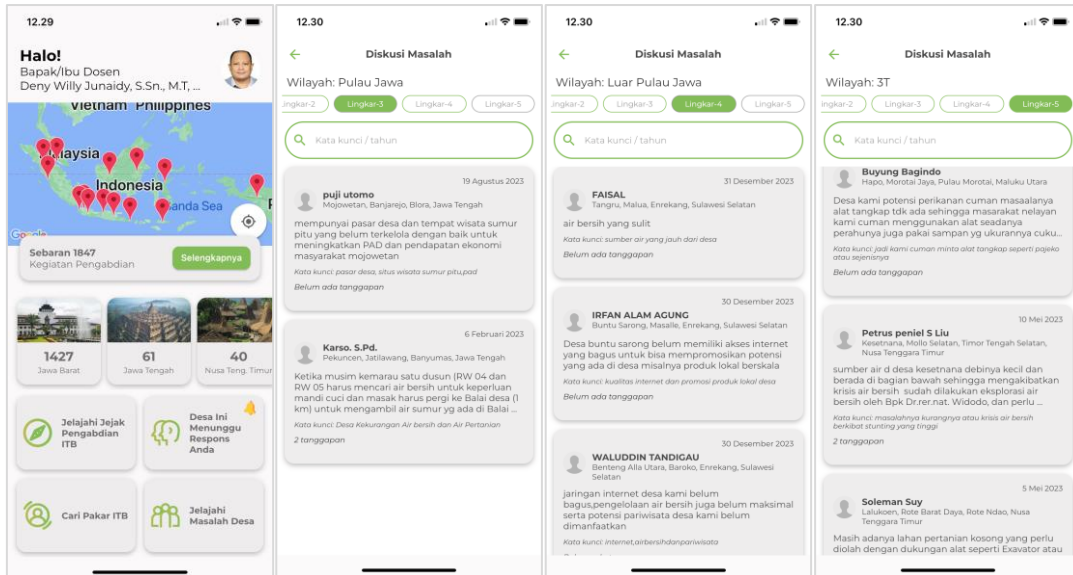 12.29
Halo!
Bapak/Ibu Dosen
Deny Willy Junaidy, S.Sn., M.T, ...
Vietnam Philippines
Malaysia
Indonesia
Banda Sea
Google
Sebaran 1847
Kegiatan Pengabdian
Selengkapnya
1427
Jawa Barat
61
Jawa Tengah
40
Nusa Teng. Timur
Jelajahi Jejak
Pengabdian
ITB
Desa Ini
Menunggu
Respons
Anda
Cari Pakar ITB
Jelajahi
Masalah Desa
12.30
Diskusi Masalah
Wilayah: Pulau Jawa
ingkar-2 Lingkar-3 Lingkar-4 Lingkar-5
Kata kunci / tahun
19 Agustus 2023
puji utomo
Mojowetan, Banjarejo, Blora, Jawa Tengah
mempunyai pasar desa dan tempat wisata sumur
pitu yang belum terkelola dengan baik untuk
meningkatkan PAD dan pendapatan ekonomi
masyarakat mojowetan
Kata kunci: pasar desa, situs wisata sumur pitu,pad
Belum ada tanggapan
6 Februari 2023
Karso. S.Pd.
Pekuncen, Jatilawang, Banyumas, Jawa Tengah
Ketika musim kemarau satu dusun (RW 04 dan
RW 05 harus mencari air bersih untuk keperluan
mandi cuci dan masak harus pergi ke Balai desa (1
km) untuk mengambil air sumur yg ada di Balai ...
Kata kunci: Desa Kekurangan Air bersih dan Air Pertanian
2 tanggapan
12.30
Diskusi Masalah
Wilayah: Luar Pulau Jawa
ingkar-2 Lingkar-3 Lingkar-4 Lingkar-5
Kata kunci / tahun
31 Desember 2023
FAISAL
Tangru, Malua, Enrekang, Sulawesi Selatan
air bersih yang sulit
Kata kunci: sumber air yang jauh dari desa
Belum ada tanggapan
30 Desember 2023
IRFAN ALAM AGUNG
Buntu Sarong, Masalle, Enrekang, Sulawesi Selatan
Desa buntu sarong belum memiliki akses internet
yang bagus untuk bisa mempromosikan potensi
yang ada di desa misalnya produk lokal berskala
Kata kunci: kualitas internet dan promosi produk lokal desa
Belum ada tanggapan
30 Desember 2023
WALUDDIN TANDIGAU
Benteng Alla Utara, Baroko, Enrekang, Sulawesi
Selatan
jaringan internet desa kami belum
bagus,pengelolaan air bersih juga belum maksimal
serta potensi pariwisata desa kami belum
dimanfaatkan
Kata kunci: internet,airbersihdanpariwisata
12.30
Diskusi Masalah
Wilayah: 3T
ingkar-2 Lingkar-3 Lingkar-4 Lingkar-5
Kata kunci / tahun
Buyung Bagindo
Hapo, Morotai Jaya, Pulau Morotai, Maluku Utara
Desa kami potensi perikanan cuman masaalanya
alat tangkap tdk ada sehingga masarakat nelayan
kami cuman menggunakan alat seadanya
perahunya juga pakai sampan yg ukurannya cuku...
Kata kunci: jadi kami cuman minta alat tangkap seperti pajeko
atau sejenisnya
Belum ada tanggapan
10 Mei 2023
Petrus peniel S Liu
Kesetnana, Mollo Selatan, Timor Tengah Selatan,
Nusa Tenggara Timur
sumber air d desa kesetnana debinya kecil dan
berada di bagian bawah sehingga mengakibatkan
krisis air bersih sudah dilakukan eksplorasi air
bersih oleh Bpk Dr.rer.nat. Widodo, dan perlu ...
Kata kunci: masalahnya kurangnya atau krisis air bersih
berkibat stunting yang tinggi
2 tanggapan
5 Mei 2023
Soleman Suy
Lalukoen, Rote Barat Daya, Rote Ndao, Nusa
Tenggara Timur
Masih adanya lahan pertanian kosong yang perlu
diolah dengan dukungan alat seperti Exavator atau